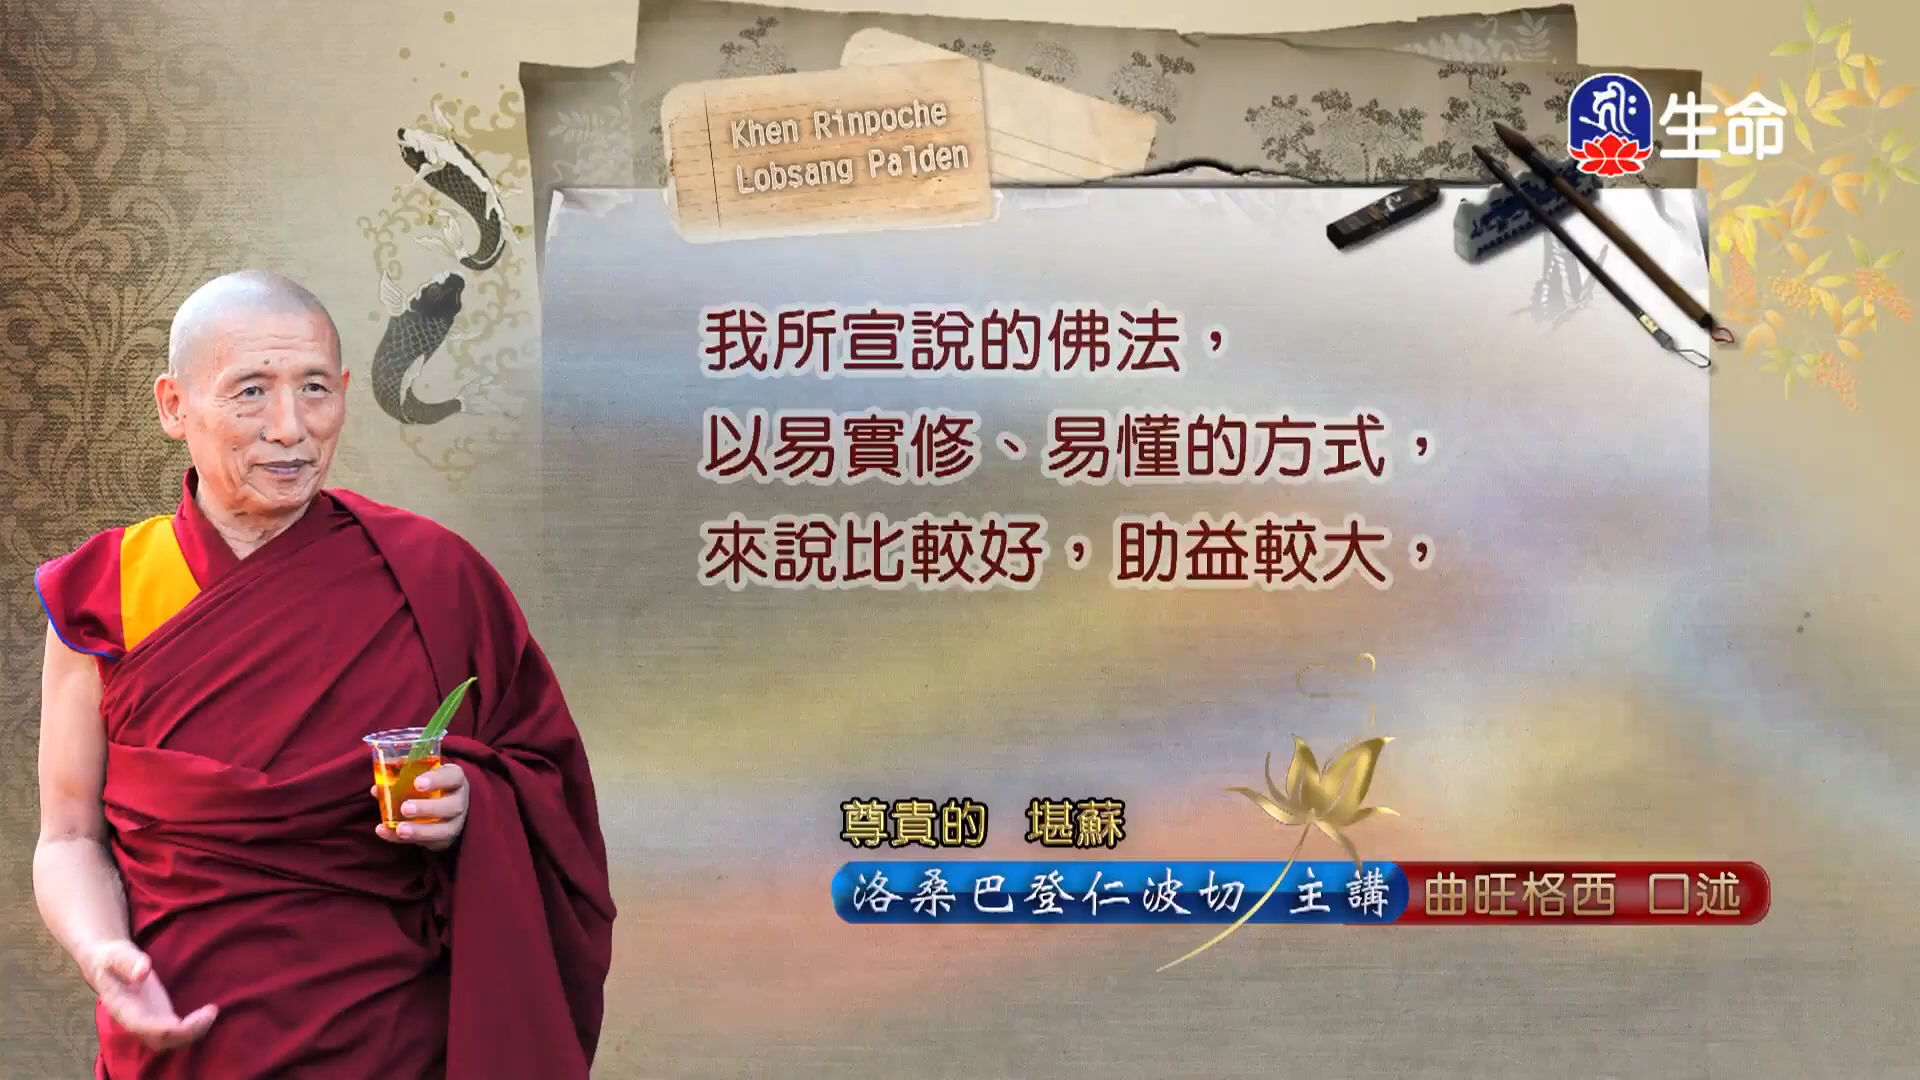 Khen Rinpoche
Lobsang Palden
生命
我所宣說的佛法，
以易實修、易懂的方式，
來說比較好，助益較大，
尊貴的 堪蘇
洛桑巴登仁波切 主講 曲旺格西 口述